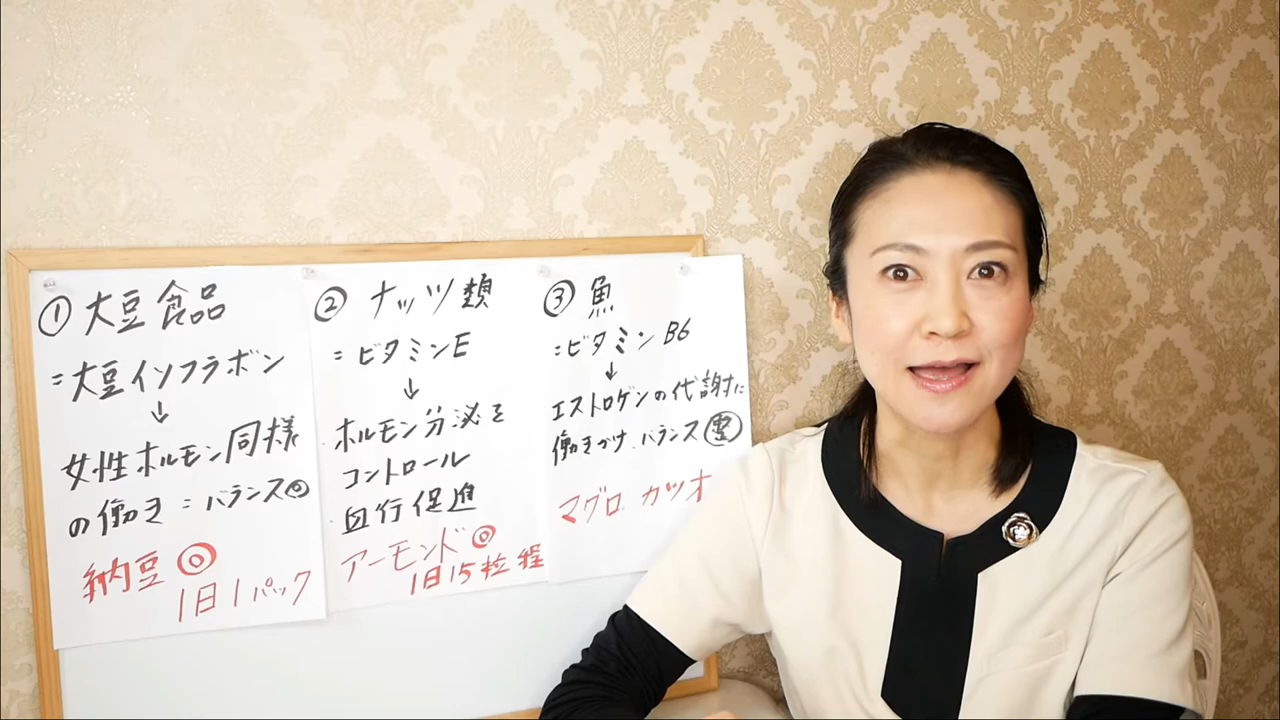 ① 大豆食品
=大豆イソフラボン
↓
女性ホルモン同様
の働き=バランス◎
納豆◎
1日1パック
② ナッツ類
=ビタミンE
↓
・ホルモン分泌を
コントロール
・血行促進
アーモンド◎
1日15粒程
③ 魚
=ビタミンB6
↓
エストロゲンの代謝に
働きかけ、バランス㊥
マグロ、カツオ